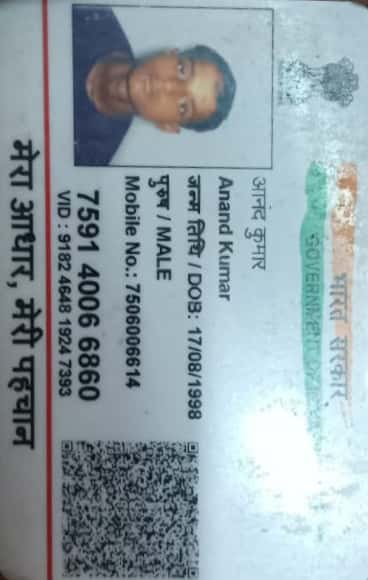 भारत सरकार
GOVERNMENT OF INDIA
आनंद कुमार
Anand Kumar
जन्म तिथि / DOB: 17/08/1998
पुरुष / MALE
Mobile No.: 7506006614
7591 4006 6860
VID : 9182 4648 1924 7393
मेरा आधार, मेरी पहचान